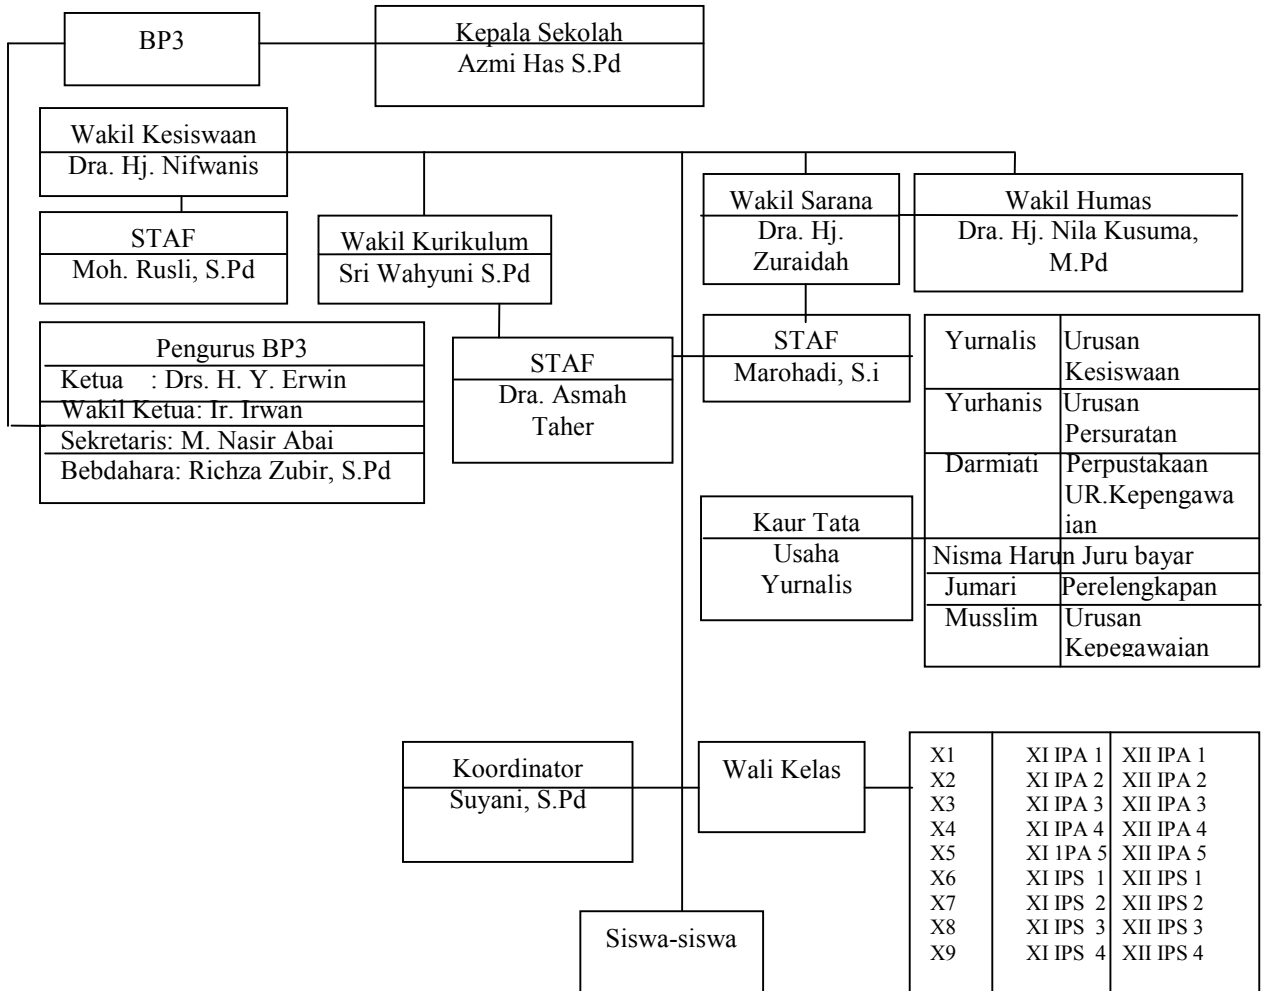 BP3
Kepala Sekolah
Azmi Has S.Pd
Wakil Kesiswaan
Dra. Hj. Nifwanis
STAF
Moh. Rusli, S.Pd
Wakil Kurikulum
Sri Wahyuni S.Pd
Wakil Sarana
Dra. Hj.
Zuraidah
Wakil Humas
Dra. Hj. Nila Kusuma,
M.Pd
Pengurus BP3
Ketua : Drs. H. Y. Erwin
Wakil Ketua: Ir. Irwan
Sekretaris: M. Nasir Abai
Bebdahara: Richza Zubir, S.Pd
STAF
Dra. Asmah
Taher
STAF
Marohadi, S.i
Yurnalis Urusan
Kesiswaan
Yurhanis Urusan
Persuratan
Darmiati Perpustakaan
UR.Kepengawa
ian
Nisma Harun Juru bayar
Jumari Perelengkapan
Musslim Urusan
Kepegawaian
Kaur Tata
Usaha
Yurnalis
Koordinator
Suyani, S.Pd
Wali Kelas
X1 XI IPA 1 XII IPA 1
X2 XI IPA 2 XII IPA 2
X3 XI IPA 3 XII IPA 3
X4 XI IPA 4 XII IPA 4
X5 XI 1PA 5 XII IPA 5
X6 XI IPS 1 XII IPS 1
X7 XI IPS 2 XII IPS 2
X8 XI IPS 3 XII IPS 3
X9 XI IPS 4 XII IPS 4
Siswa-siswa